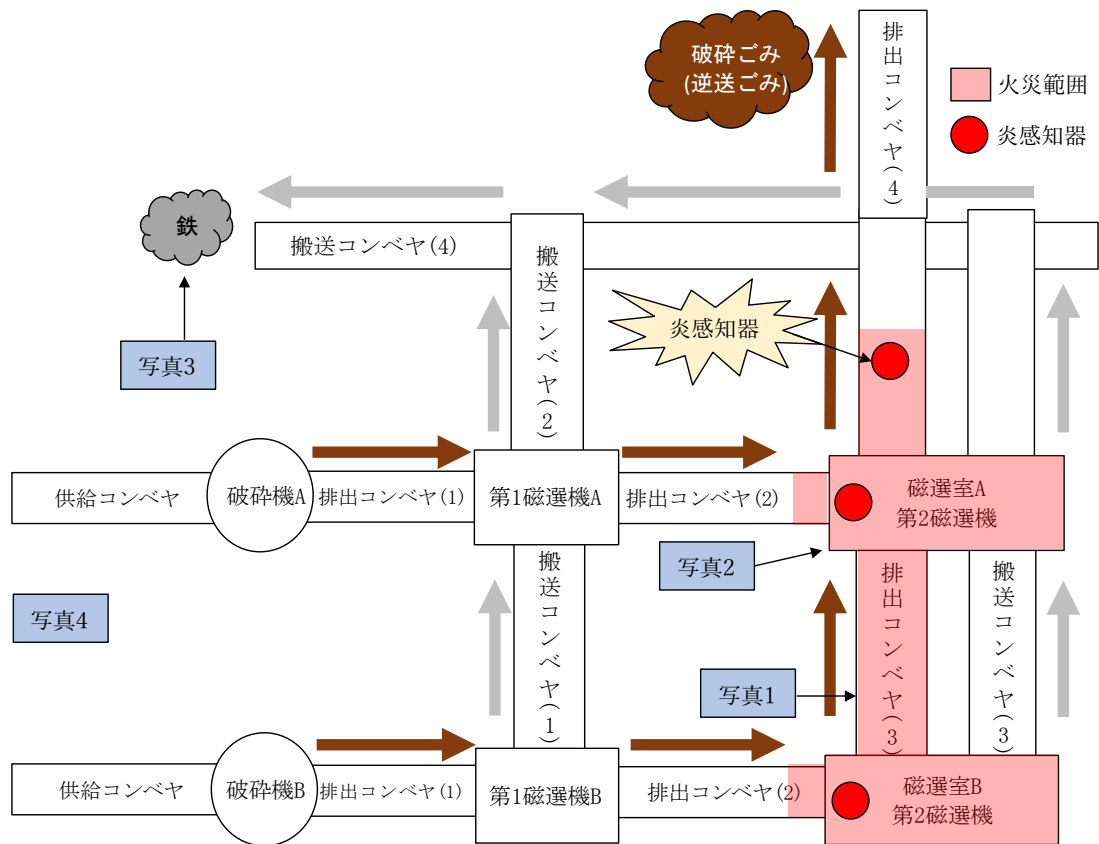 破砕ごみ
(逆送ごみ)
排出コンベヤ(4)
火災範囲
炎感知器
鉄
搬送コンベヤ(4)
搬送コンベヤ(2)
炎感知器
写真3
供給コンベヤ
破砕機A
排出コンベヤ(1)
第1磁選機A
排出コンベヤ(2)
磁選室A
第2磁選機
写真2
搬送コンベヤ(1)
排出コンベヤ(3)
搬送コンベヤ(3)
写真4
写真1
供給コンベヤ
破砕機B
排出コンベヤ(1)
第1磁選機B
排出コンベヤ(2)
磁選室B
第2磁選機